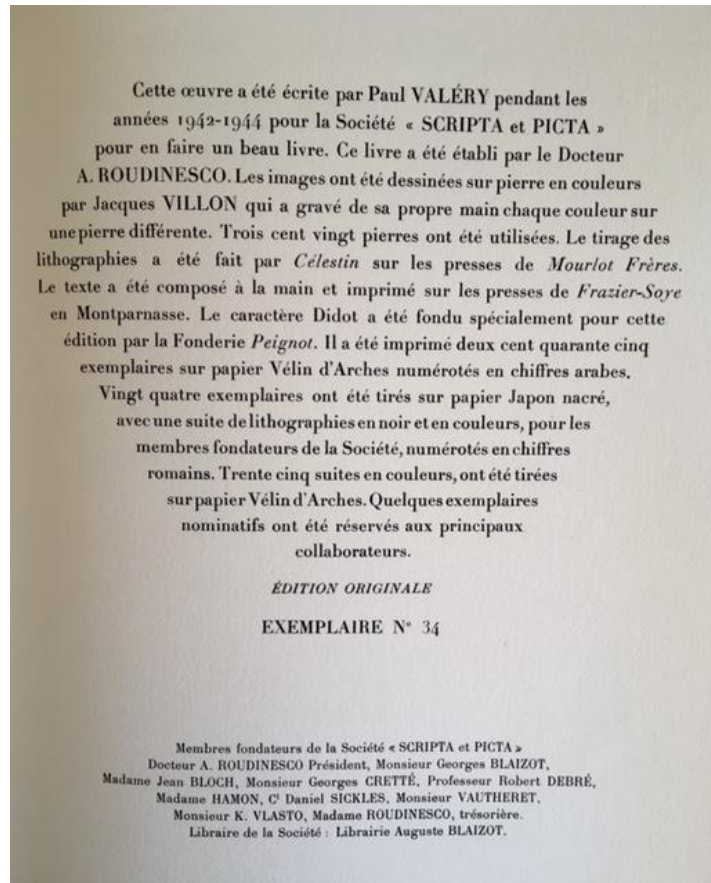 Cette œuvre a été écrite par Paul VALÉRY pendant les
années 1942-1944 pour la Société « SCRIPTA et PICTA »
pour en faire un beau livre. Ce livre a été établi par le Docteur
A. ROUDINESCO. Les images ont été dessinées sur pierre en couleurs
par Jacques VILLON qui a gravé de sa propre main chaque couleur sur
une pierre différente. Trois cent vingt pierres ont été utilisées. Le tirage des
lithographies a été fait par Célestin sur les presses de Mourlot Frères.
Le texte a été composé à la main et imprimé sur les presses de Frazier-Soye
en Montparnasse. Le caractère Didot a été fondu spécialement pour cette
édition par la Fonderie Peignot. Il a été imprimé deux cent quarante cinq
exemplaires sur papier Vélin d'Arches numérotés en chiffres arabes.
Vingt quatre exemplaires ont été tirés sur papier Japon nacré,
avec une suite de lithographies en noir et en couleurs, pour les
membres fondateurs de la Société, numérotés en chiffres
romains. Trente cinq suites en couleurs, ont été tirées
sur papier Vélin d'Arches. Quelques exemplaires
nominatifs ont été réservés aux principaux
collaborateurs.
ÉDITION ORIGINALE
EXEMPLAIRE N° 34
Membres fondateurs de la Société « SCRIPTA et PICTA »
Docteur A. ROUDINESCO Président, Monsieur Georges BLAIZOT,
Madame Jean BLOCH, Monsieur Georges CRETTÉ, Professeur Robert DEBRÉ,
Madame HAMON, Ct Daniel SICKLES, Monsieur VAUTHERET,
Monsieur K. VLASTO, Madame ROUDINESCO, trésorière.
Libraire de la Société : Librairie Auguste BLAIZOT.